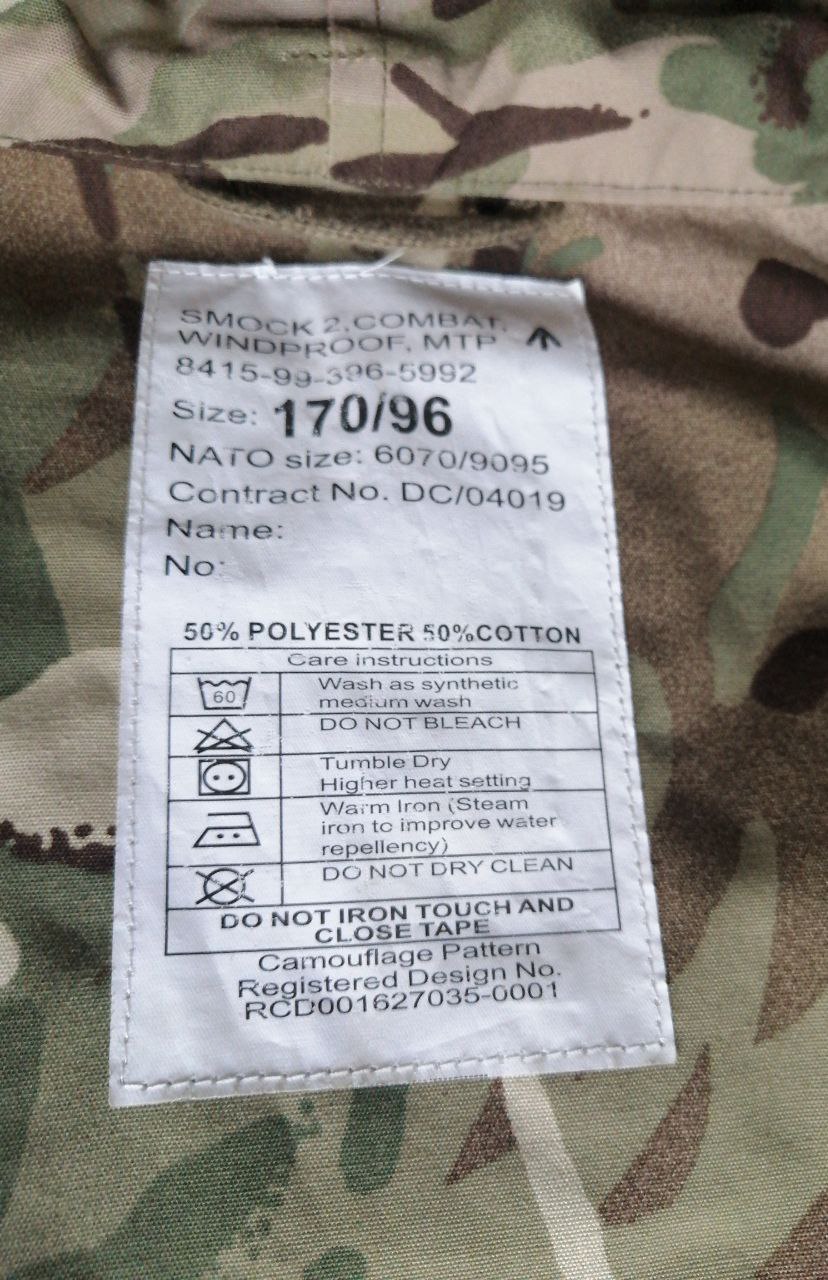 SMOCK 2,COMBAT,
WINDPROOF, MTP
8415-99-396-5992
Size: 170/96
NATO size: 6070/9095
Contract No. DC/04019
Name:
No:
50% POLYESTER 50%COTTON
Care instructions
60
Wash as synthetic
medium wash
DO NOT BLEACH
Tumble Dry
Higher heat setting
Warm Iron (Steam
iron to improve water
repellency)
DO NOT DRY CLEAN
DO NOT IRON TOUCH AND
CLOSE TAPE
Camouflage Pattern
Registered Design No.
RCD001627035-0001